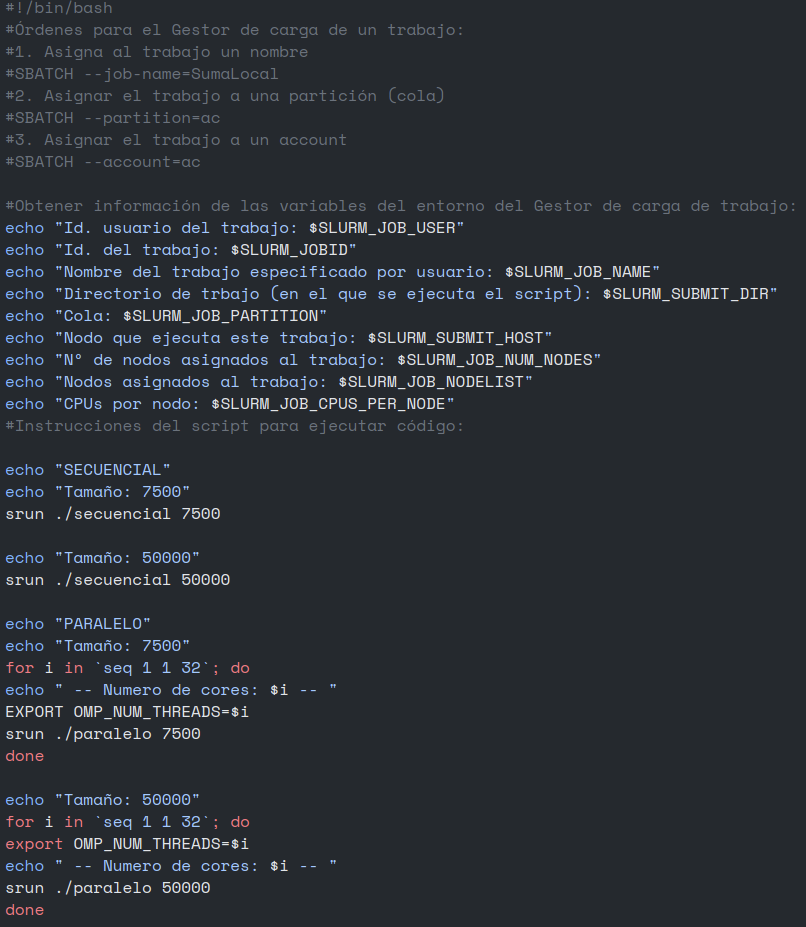 #!/bin/bash
#Órdenes para el Gestor de carga de un trabajo:
#1. Asigna al trabajo un nombre
#SBATCH --job-name=SumaLocal
#2. Asignar el trabajo a una partición (cola)
#SBATCH --partition=ac
#3. Asignar el trabajo a un account
#SBATCH --account=ac
#Obtener información de las variables del entorno del Gestor de carga de trabajo:
echo "Id. usuario del trabajo: $SLURM_JOB_USER"
echo "Id. del trabajo: $SLURM_JOBID"
echo "Nombre del trabajo especificado por usuario: $SLURM_JOB_NAME"
echo "Directorio de trbajo (en el que se ejecuta el script): $SLURM_SUBMIT_DIR"
echo "Cola: $SLURM_JOB_PARTITION"
echo "Nodo que ejecuta este trabajo: $SLURM_SUBMIT_HOST"
echo "Nº de nodos asignados al trabajo: $SLURM_JOB_NUM_NODES"
echo "Nodos asignados al trabajo: $SLURM_JOB_NODELIST"
echo "CPUs por nodo: $SLURM_JOB_CPUS_PER_NODE"
#Instrucciones del script para ejecutar código:
echo "SECUENCIAL"
echo "Tamaño: 7500"
srun ./secuencial 7500
echo "Tamaño: 50000"
srun ./secuencial 50000
echo "PARALELO"
echo "Tamaño: 7500"
for i in `seq 1 1 32`; do
echo " -- Numero de cores: $i -- "
EXPORT OMP_NUM_THREADS=$i
srun ./paralelo 7500
done
echo "Tamaño: 50000"
for i in `seq 1 1 32`; do
export OMP_NUM_THREADS=$i
echo " -- Numero de cores: $i -- "
srun ./paralelo 50000
done